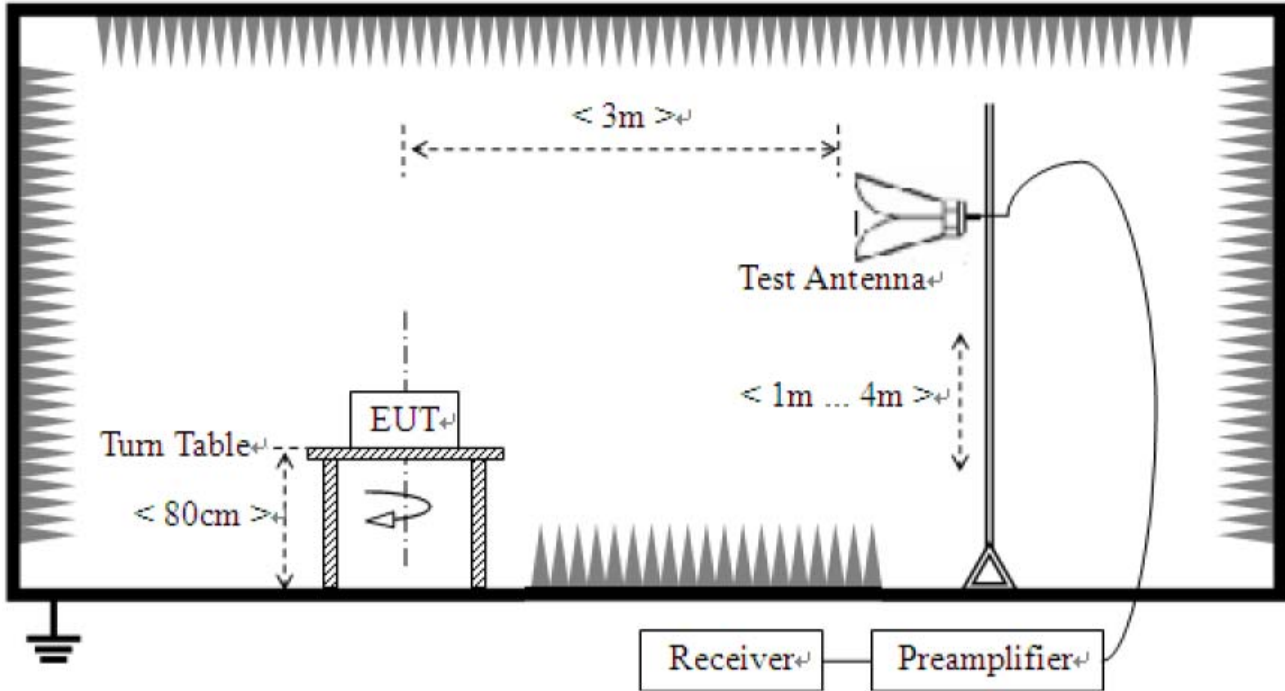 < 3m >↵
Test Antenna↵
< 1m ... 4m >↵
EUT↵
Turn Table↵
< 80cm >↵
Receiver↵
Preamplifier↵